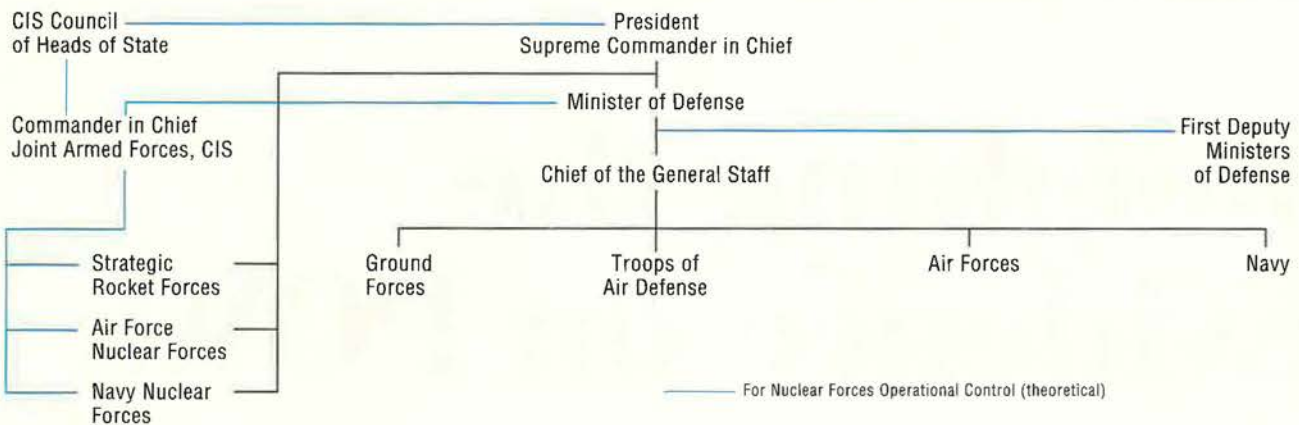 CIS Council
of Heads of State
President
Supreme Commander in Chief
Minister of Defense
Commander in Chief
Joint Armed Forces, CIS
First Deputy
Ministers
of Defense
Chief of the General Staff
Strategic
Rocket Forces
Ground
Forces
Troops of
Air Defense
Air Forces
Navy
Air Force
Nuclear Forces
Navy Nuclear
Forces
For Nuclear Forces Operational Control (theoretical)